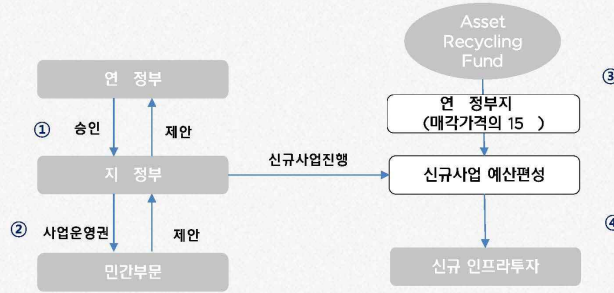 Asset
Recycling
Fund
연 정부
③
연 정부지
(매각가격의 15 )
① 승인 제안
신규사업진행
지 정부
신규사업 예산편성
② 사업운영권 제안
④
민간부문
신규 인프라투자